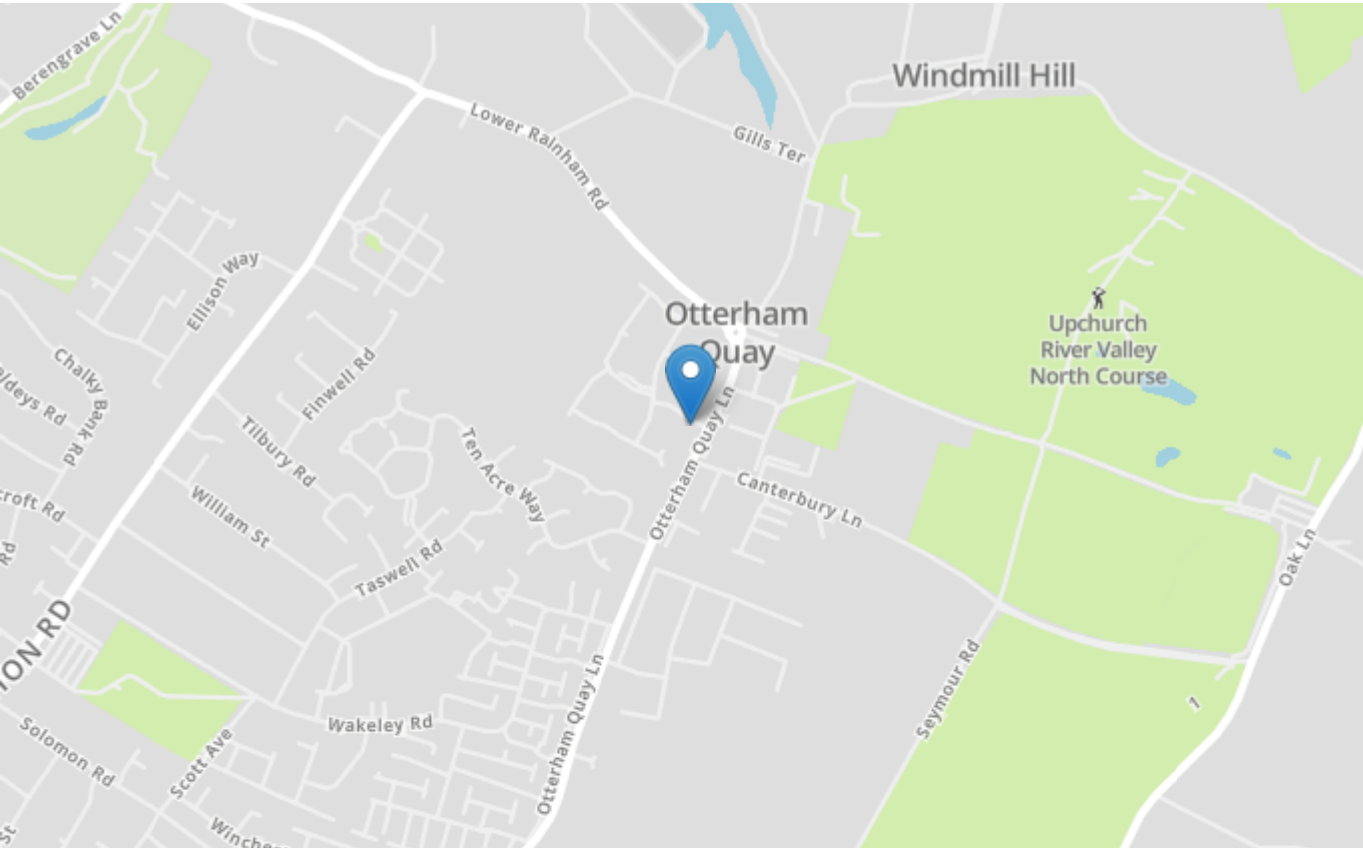 Berengrave Ln
Windmill Hill
Lower Rainham Rd
Gills Ter
Ellison Way
Otterham
Quay
Upchurch
River Valley
North Course
Chalky Bank Rd
Finwell Rd
Tilbury Rd
Ten Acre Way
Otterham Quay Ln
Canterbury Ln
William St
Taswell Rd
Rd
Oak Ln
Seymour Rd
1
Otterham Quay Ln
Wakeley Rd
Solomon Rd
Scott Ave
St